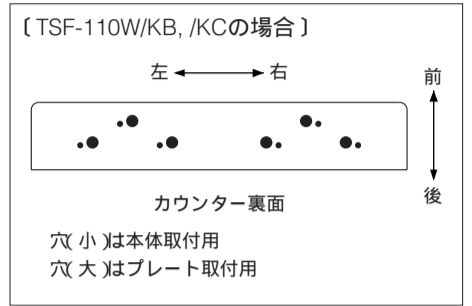 〔TSF-110W/KB, /KCの場合〕
左 右
前
後
カウンター裏面
穴(小)は本体取付用
穴(大)はプレート取付用